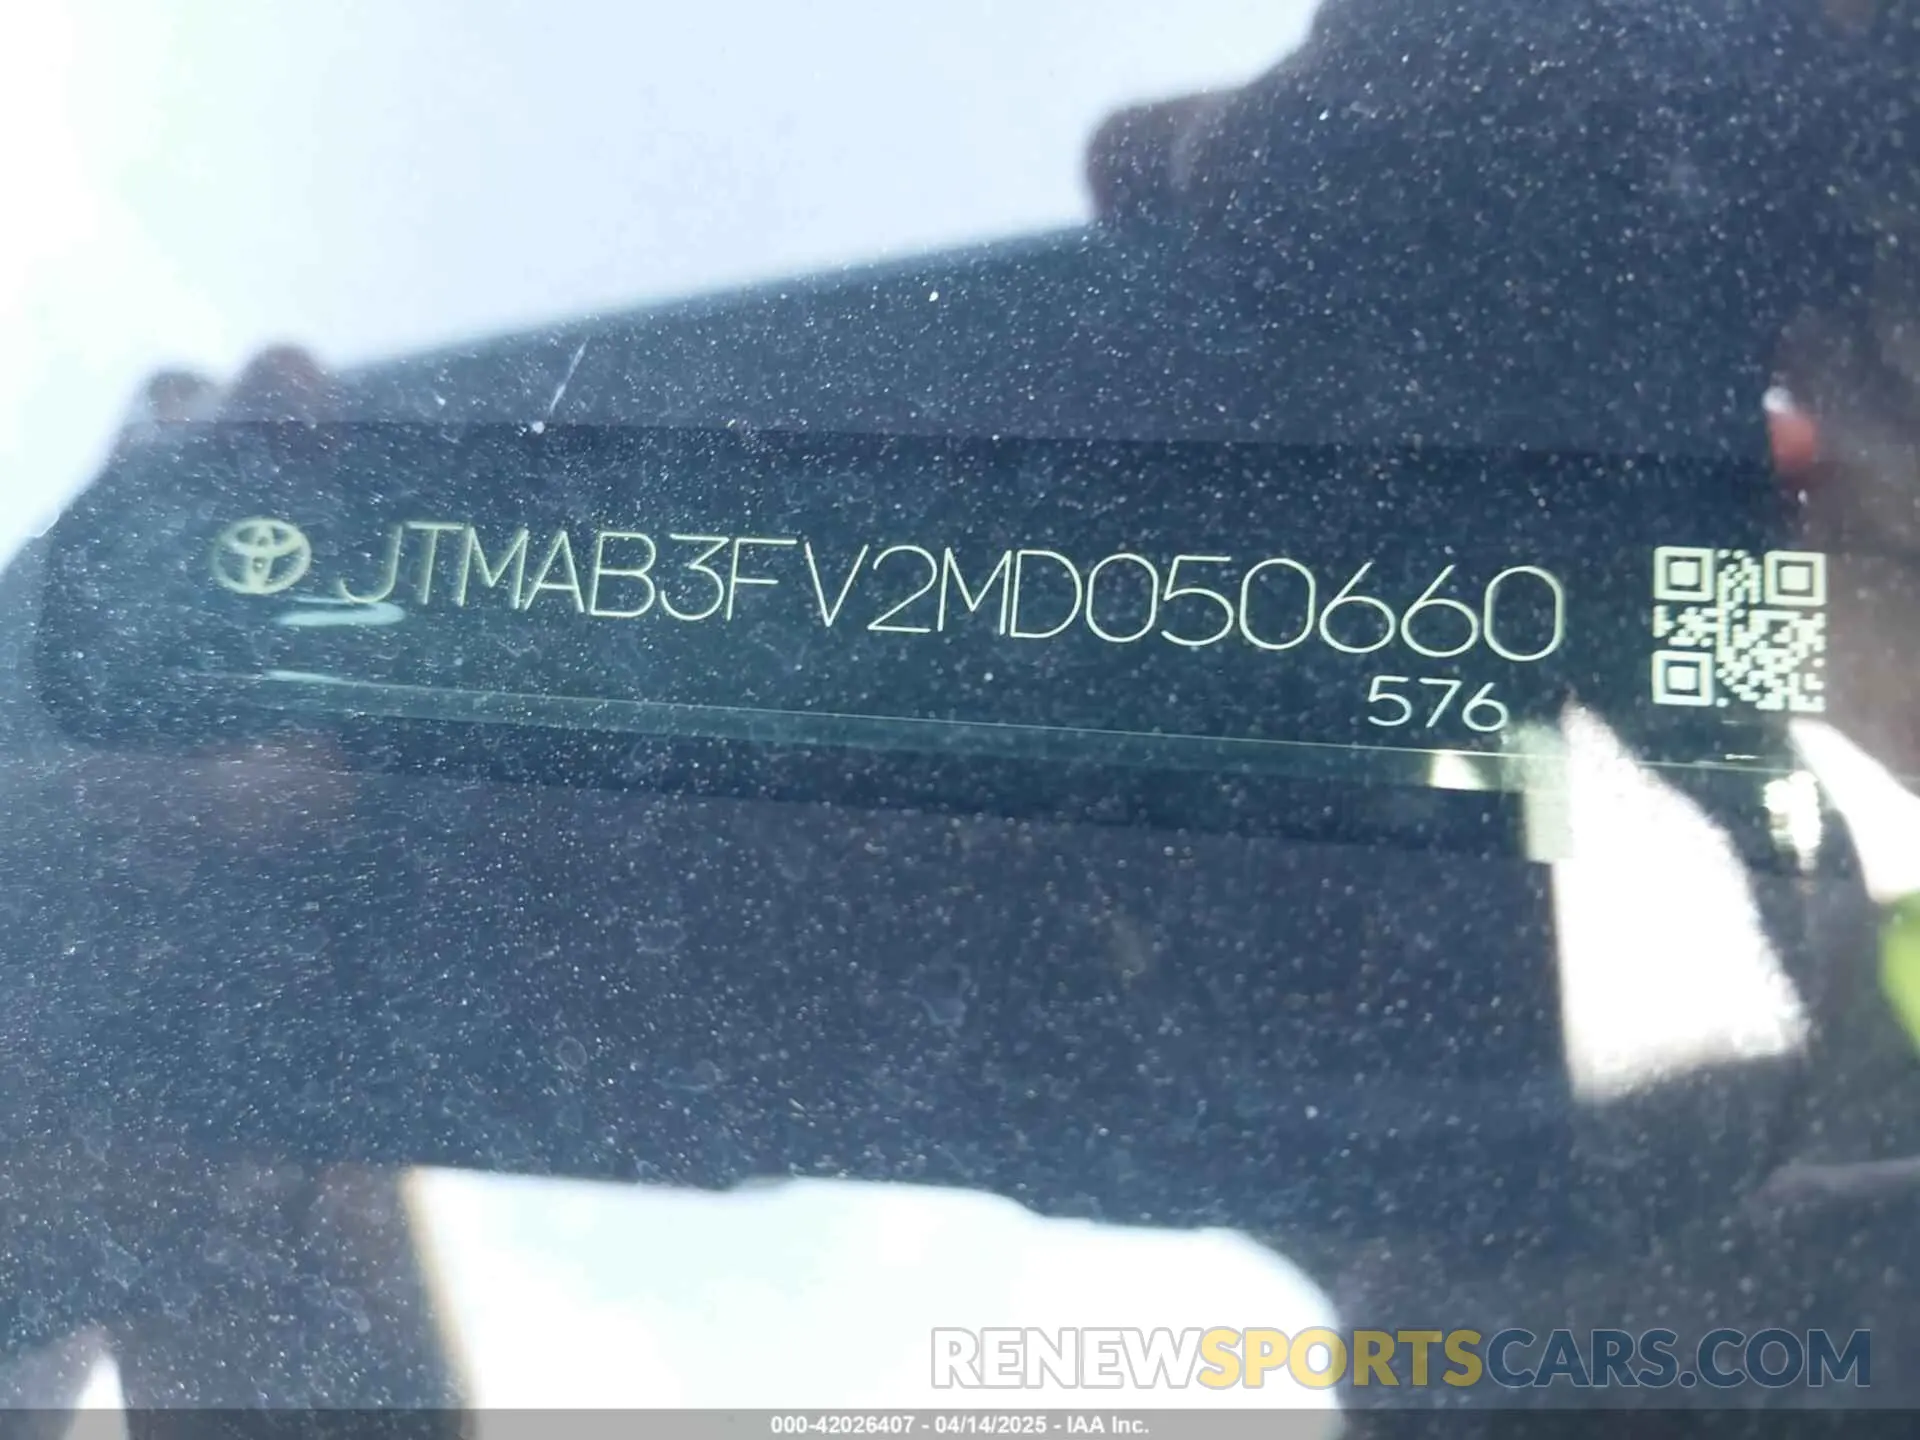 JTMAB3FV2MD050660
576
RENEWSPORTSCARS.COM
000-42026407 - 04/14/2025 - IAA Inc.